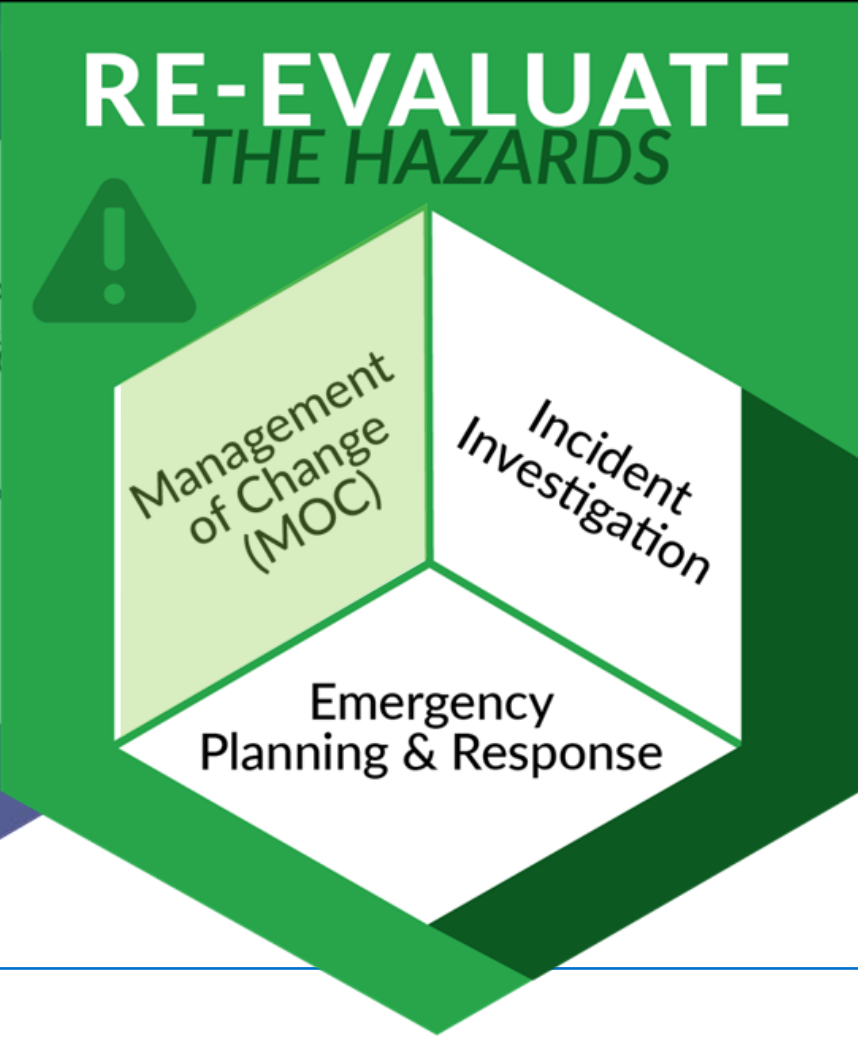 RE-EVALUATE
THE HAZARDS
Management
of Change
(MOC)
Incident
Investigation
Emergency
Planning & Response